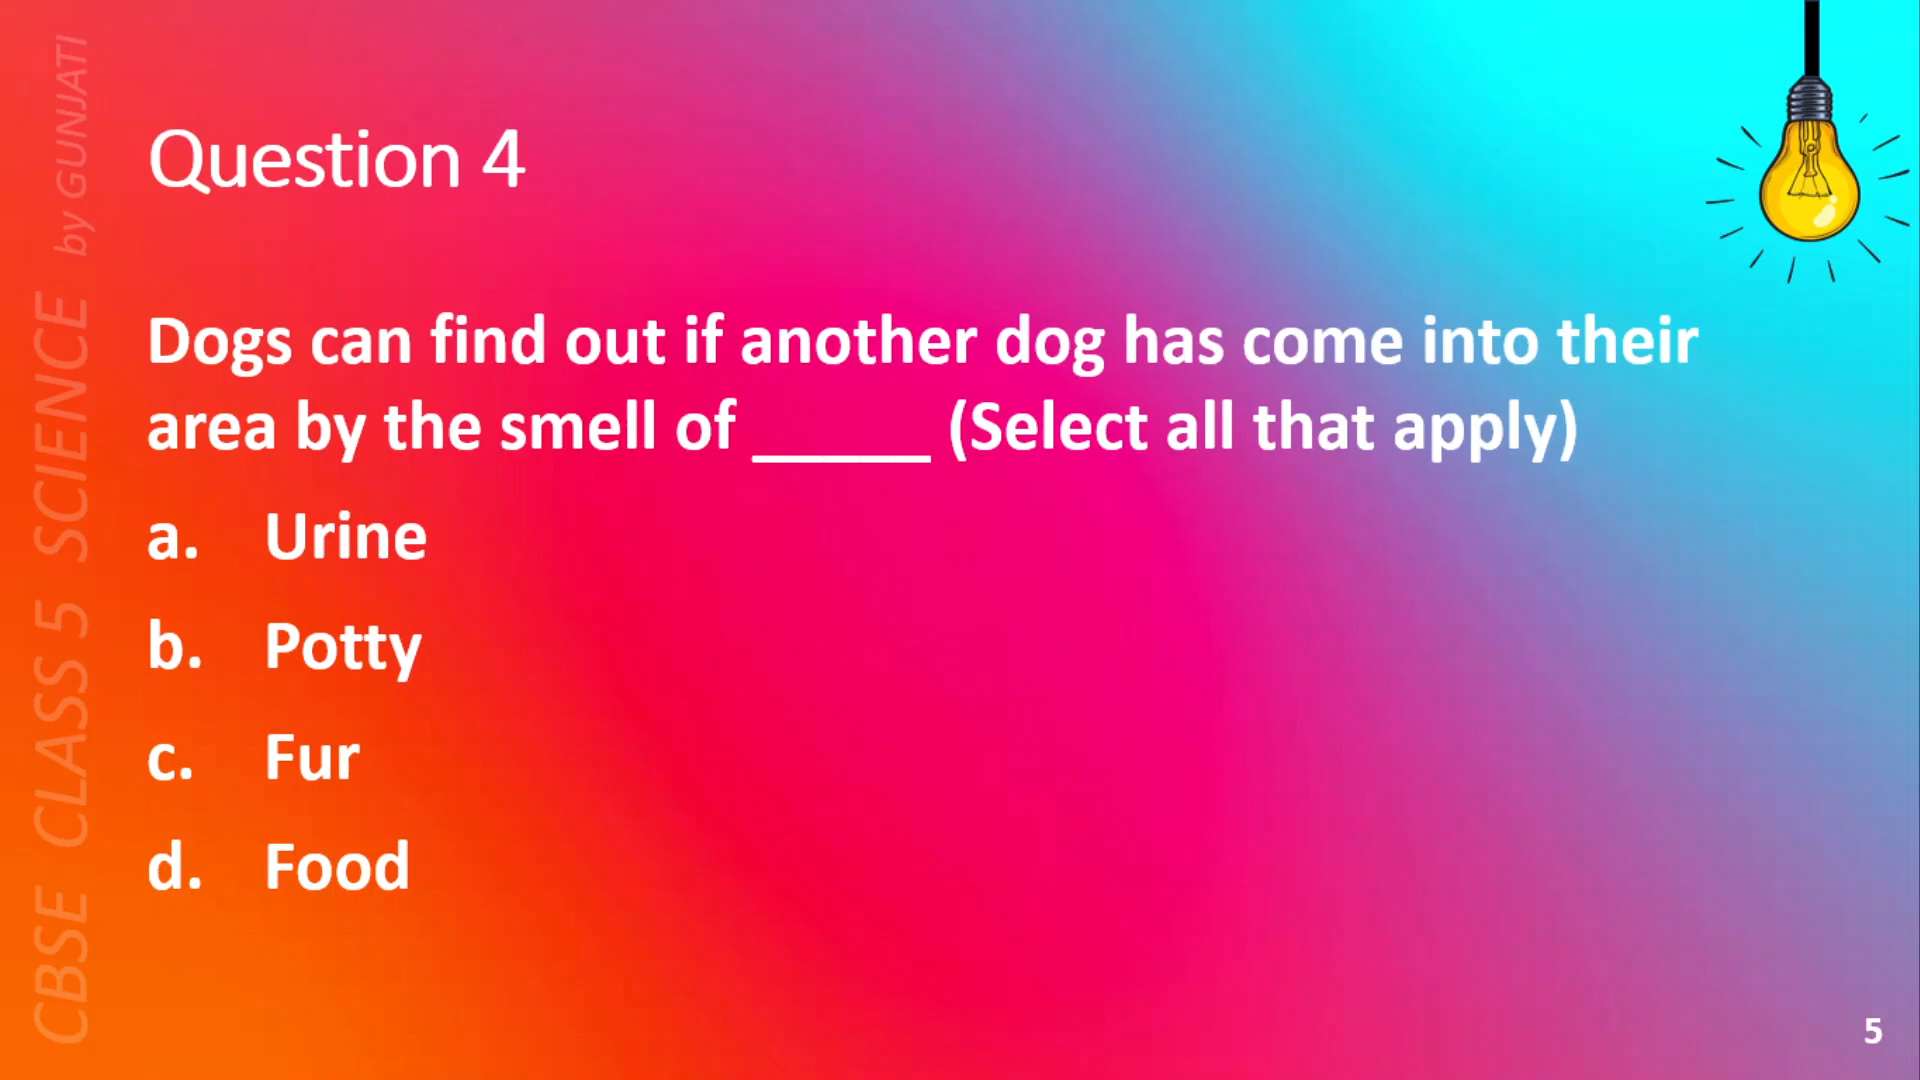 Question 4
Dogs can find out if another dog has come into their
area by the smell of _____ (Select all that apply)
a. Urine
b. Potty
c. Fur
d. Food
CBSE CLASS 5 SCIENCE by GUNJATI
5